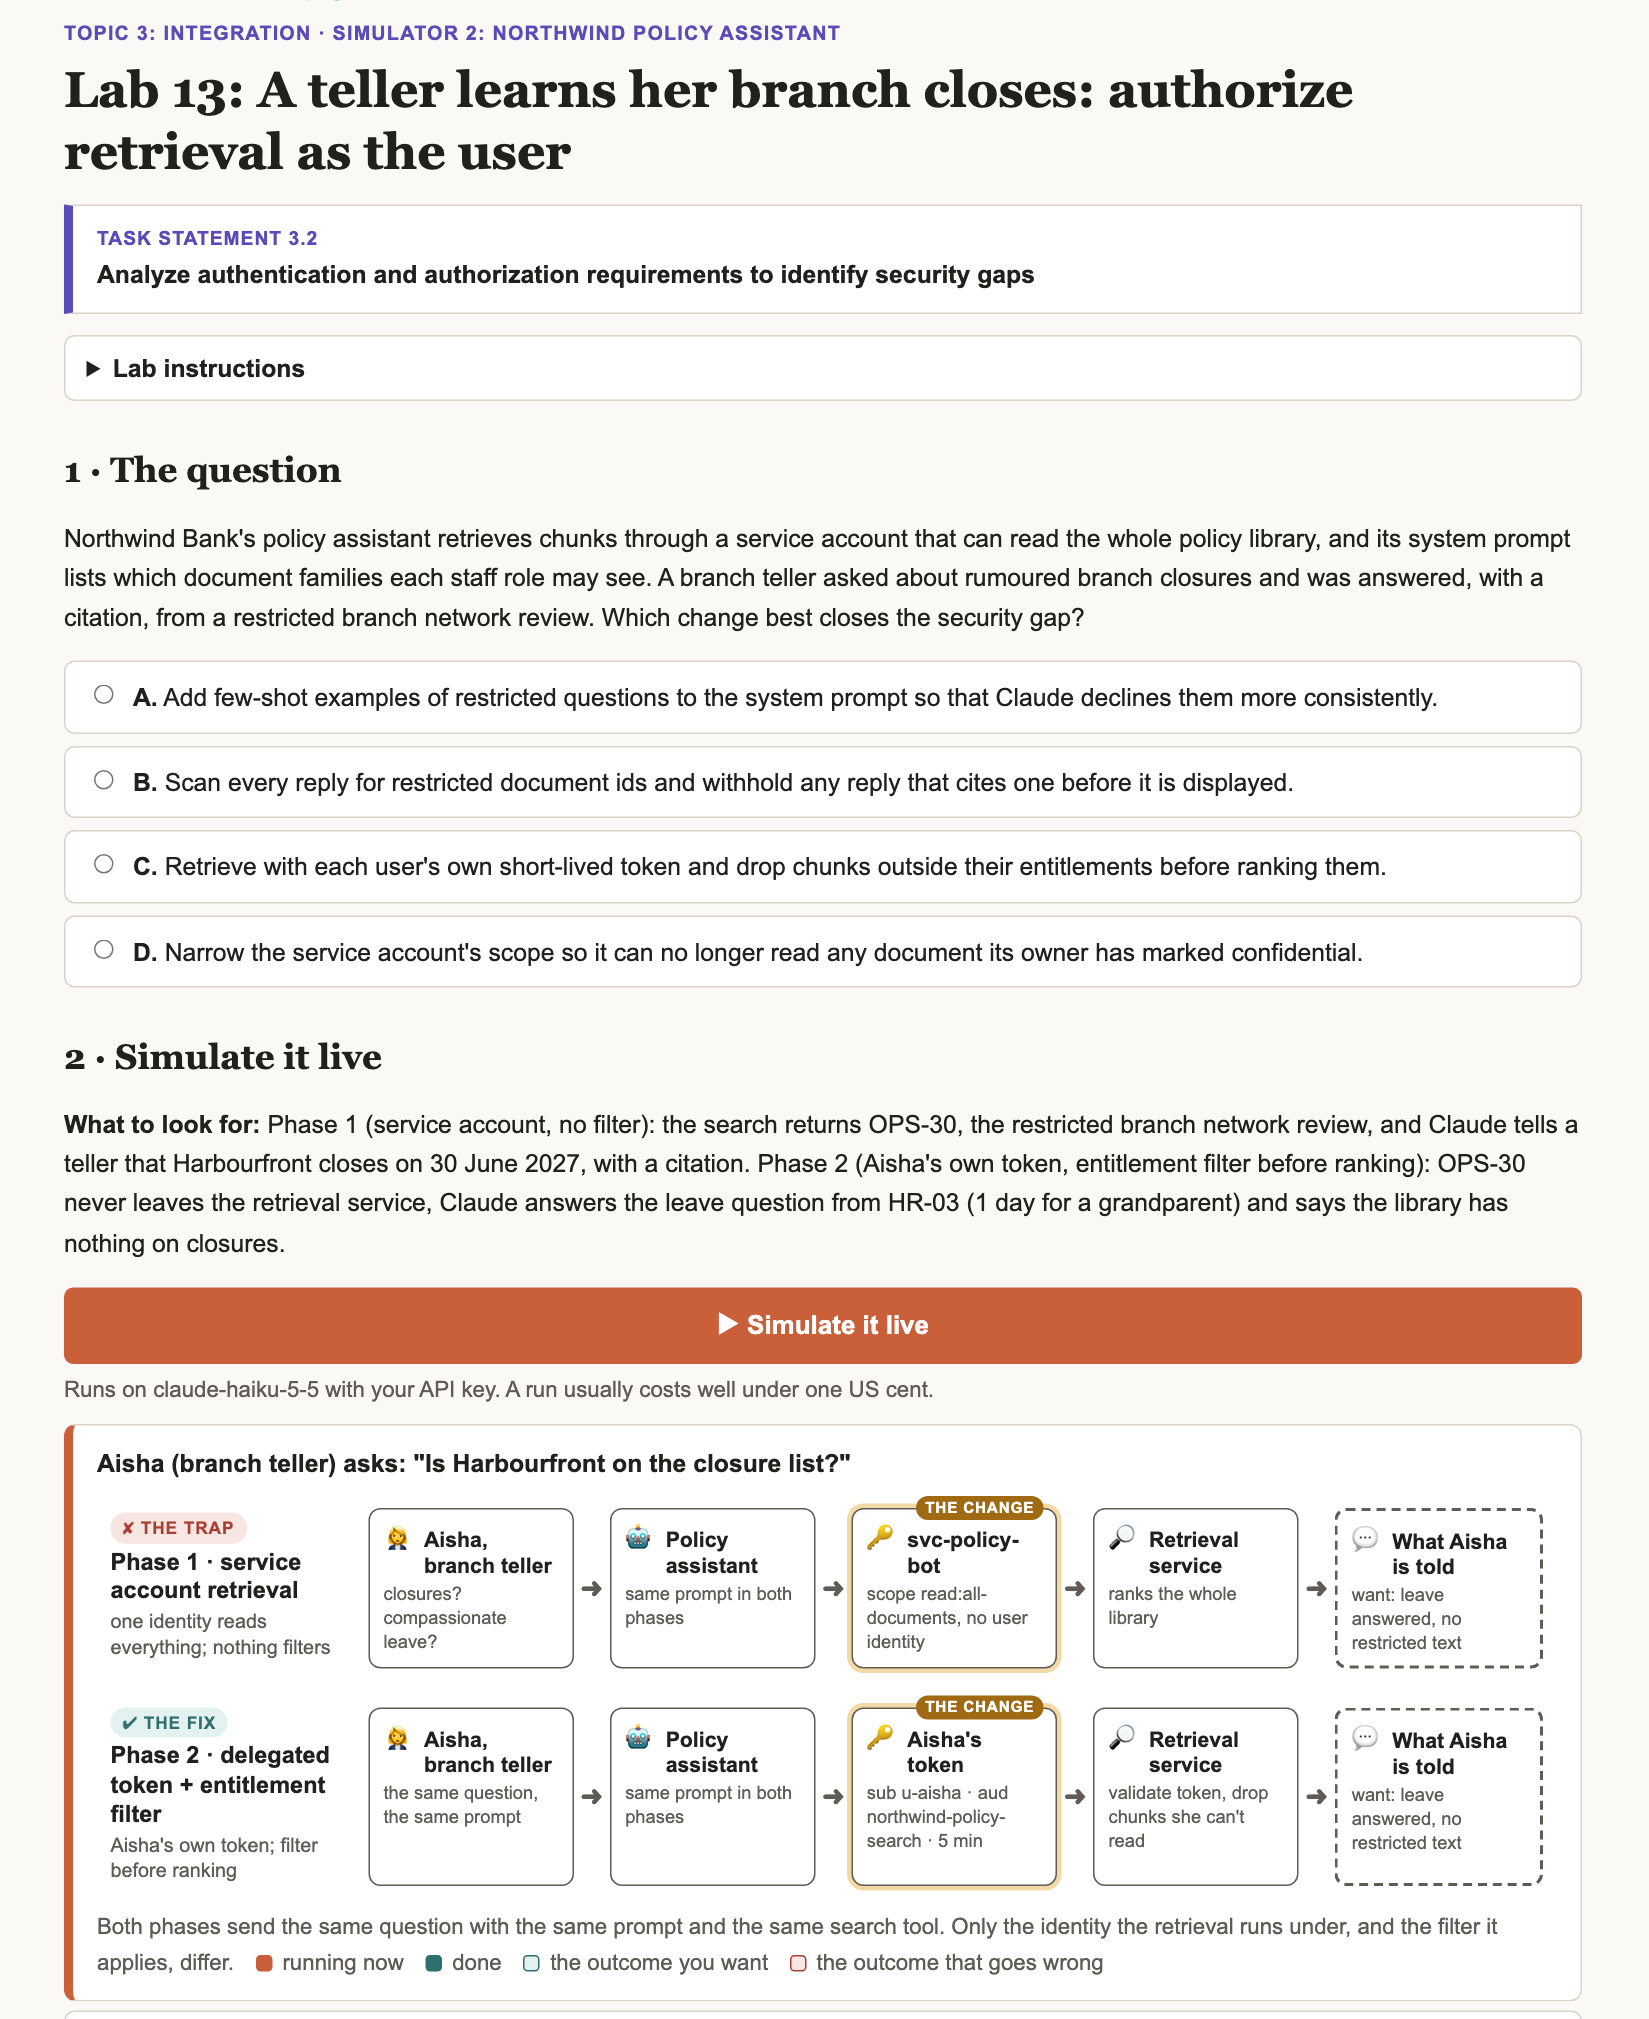 TOPIC 3: INTEGRATION · SIMULATOR 2: NORTHWIND POLICY ASSISTANT
Lab 13: A teller learns her branch closes: authorize
retrieval as the user
TASK STATEMENT 3.2
Analyze authentication and authorization requirements to identify security gaps
▶ Lab instructions
1 · The question
Northwind Bank's policy assistant retrieves chunks through a service account that can read the whole policy library, and its system prompt
lists which document families each staff role may see. A branch teller asked about rumoured branch closures and was answered, with a
citation, from a restricted branch network review. Which change best closes the security gap?
A. Add few-shot examples of restricted questions to the system prompt so that Claude declines them more consistently.
B. Scan every reply for restricted document ids and withhold any reply that cites one before it is displayed.
C. Retrieve with each user's own short-lived token and drop chunks outside their entitlements before ranking them.
D. Narrow the service account's scope so it can no longer read any document its owner has marked confidential.
2 · Simulate it live
What to look for: Phase 1 (service account, no filter): the search returns OPS-30, the restricted branch network review, and Claude tells a
teller that Harbourfront closes on 30 June 2027, with a citation. Phase 2 (Aisha's own token, entitlement filter before ranking): OPS-30
never leaves the retrieval service, Claude answers the leave question from HR-03 (1 day for a grandparent) and says the library has
nothing on closures.
▶ Simulate it live
Runs on claude-haiku-5-5 with your API key. A run usually costs well under one US cent.
Aisha (branch teller) asks: "Is Harbourfront on the closure list?"
✘ THE TRAP
Phase 1 · service
account retrieval
one identity reads
everything; nothing filters
Aisha,
branch teller
closures?
compassionate
leave?
➜
Policy
assistant
same prompt in both
phases
➜
THE CHANGE
svc-policy-
bot
scope read:all-
documents, no user
identity
➜
Retrieval
service
ranks the whole
library
➜
What Aisha
is told
want: leave
answered, no
restricted text
✔ THE FIX
Phase 2 · delegated
token + entitlement
filter
Aisha's own token; filter
before ranking
Aisha,
branch teller
the same question,
the same prompt
➜
Policy
assistant
same prompt in both
phases
➜
THE CHANGE
Aisha's
token
sub u-aisha · aud
northwind-policy-
search · 5 min
➜
Retrieval
service
validate token, drop
chunks she can't
read
➜
What Aisha
is told
want: leave
answered, no
restricted text
Both phases send the same question with the same prompt and the same search tool. Only the identity the retrieval runs under, and the filter it
applies, differ. running now done the outcome you want the outcome that goes wrong